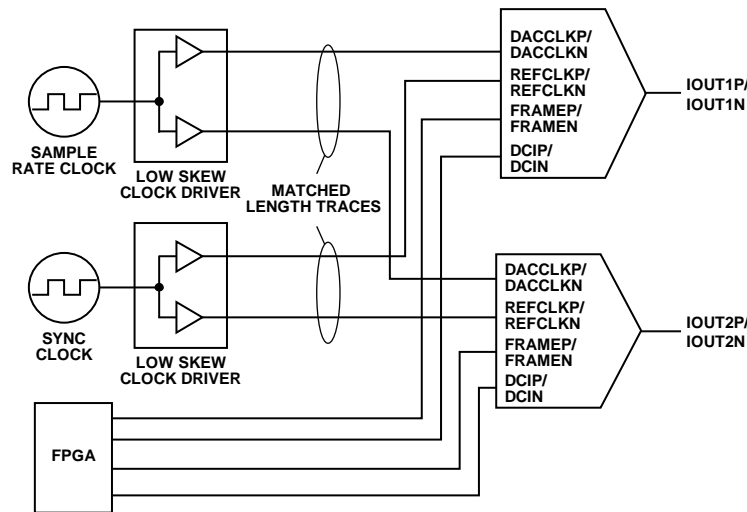 SAMPLE
RATE CLOCK
LOW SKEW
CLOCK DRIVER
MATCHED
LENGTH TRACES
DACCLKP/
DACCLKN
REFCLKP/
REFCLKN
FRAMEP/
FRAMEN
DCIP/
DCIN
IOUT1P/
IOUT1N
SYNC
CLOCK
LOW SKEW
CLOCK DRIVER
DACCLKP/
DACCLKN
REFCLKP/
REFCLKN
FRAMEP/
FRAMEN
DCIP/
DCIN
IOUT2P/
IOUT2N
FPGA